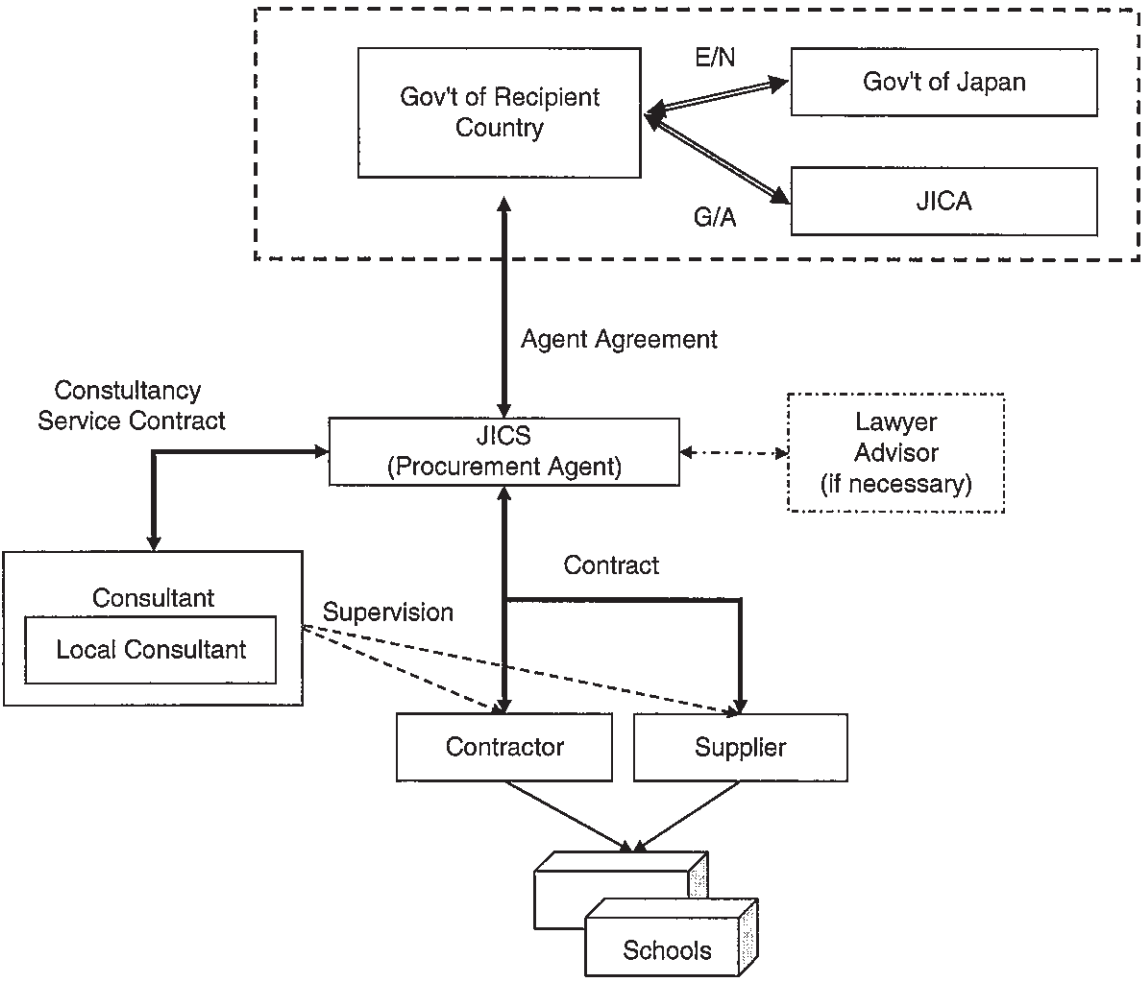 E/N
Gov't of Recipient
Country
Gov't of Japan
JICA
G/A
Agent Agreement
Constultancy
Service Contract
JICS
(Procurement Agent)
Lawyer
Advisor
(if necessary)
Contract
Consultant
Local Consultant
Supervision
Contractor
Supplier
Schools